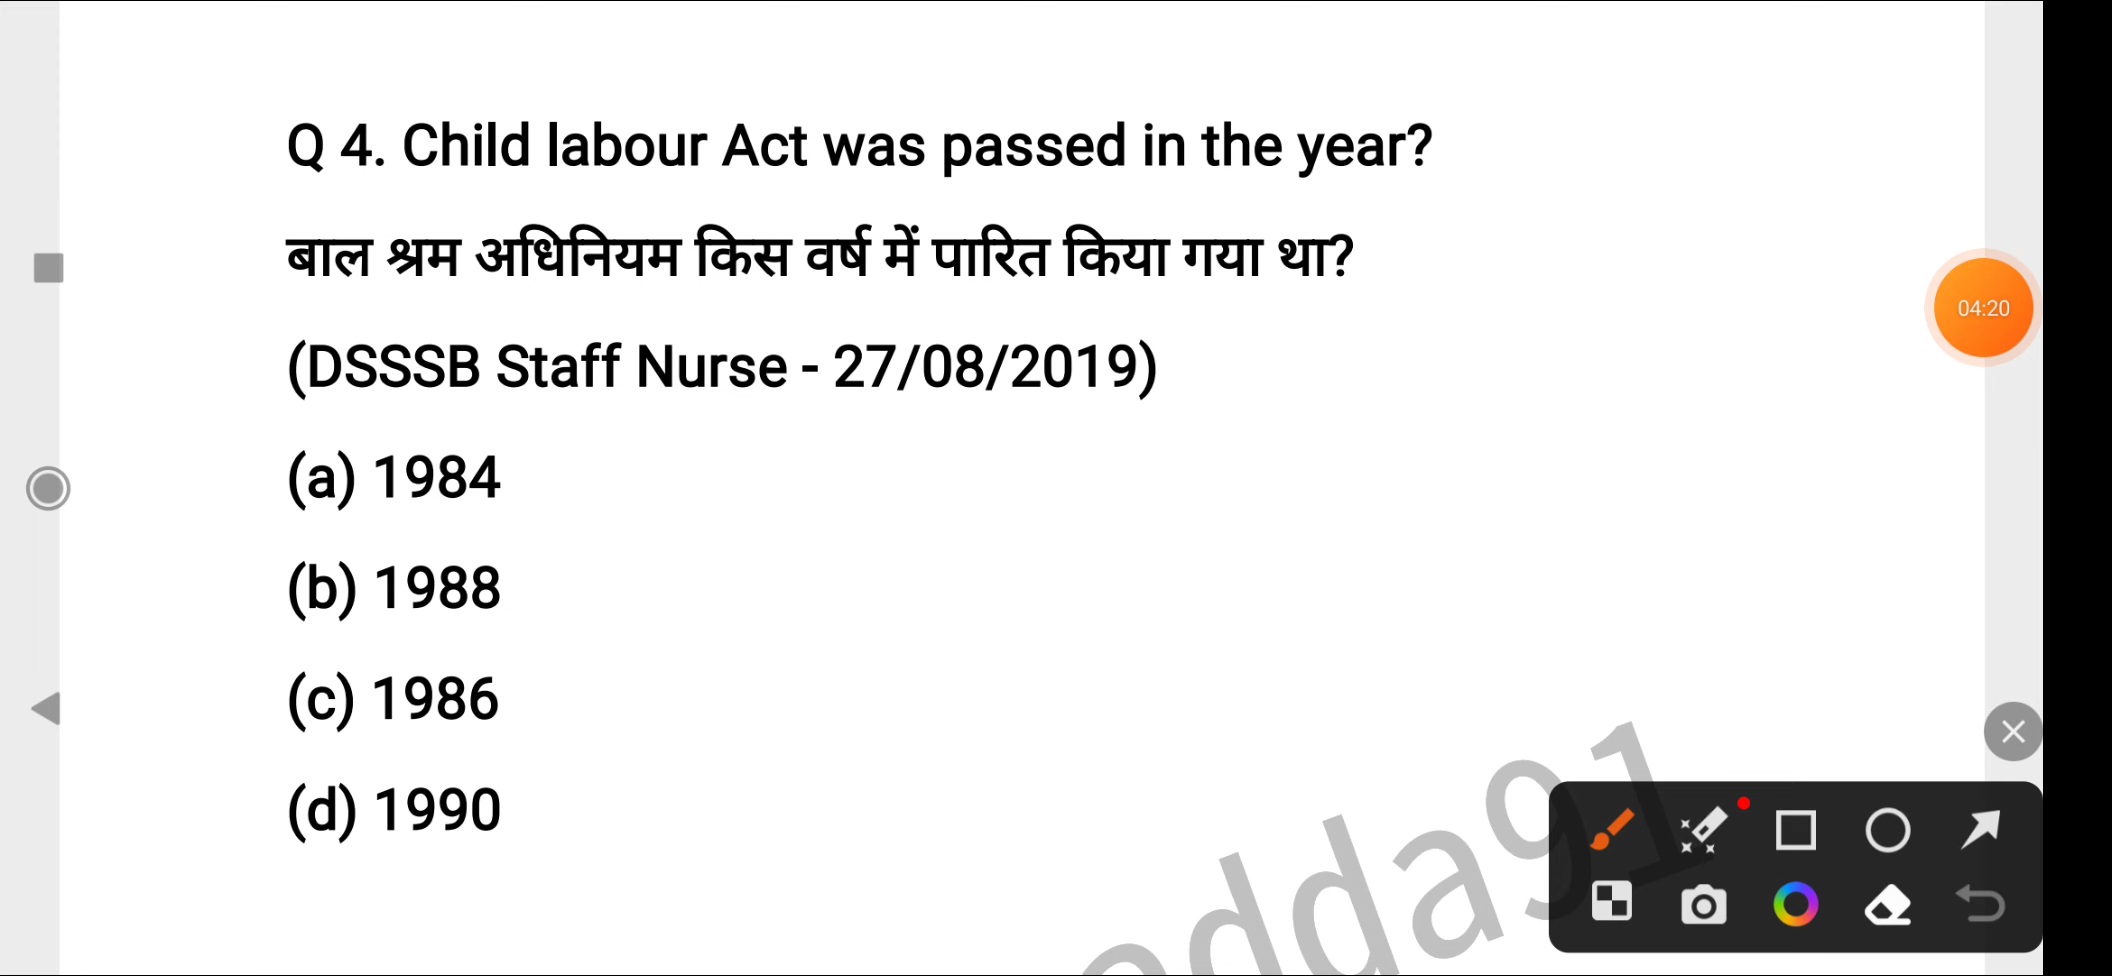 Q 4. Child labour Act was passed in the year?
बाल श्रम अधिनियम किस वर्ष में पारित किया गया था?
(DSSSB Staff Nurse - 27/08/2019)
04:20
(a) 1984
(b) 1988
(c) 1986
(d) 1990
adda91